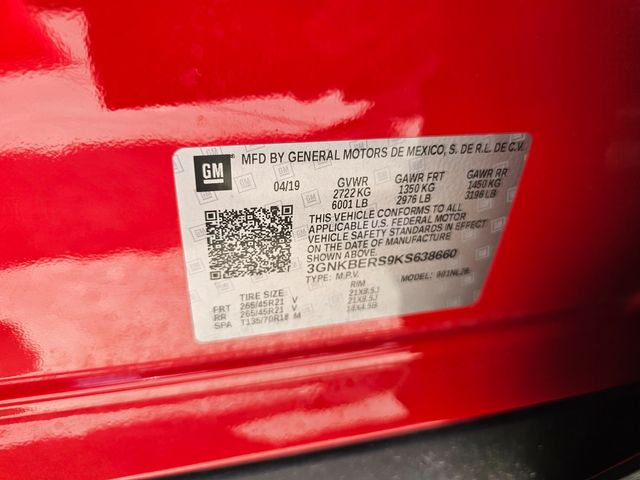 GM MFD BY GENERAL MOTORS DE MEXICO, S. DE R.L. DE C.V.
04/19 GVWR GAWR FRT GAWR RR
2722 KG 1350 KG 1450 KG
6001 LB 2976 LB 3196 LB
THIS VEHICLE CONFORMS TO ALL
APPLICABLE U.S. FEDERAL MOTOR
VEHICLE SAFETY STANDARDS IN EFFECT
ON THE DATE OF MANUFACTURE
SHOWN ABOVE.
3GNKBERS9KS638660
TYPE: M.P.V. MODEL:
TIRE SIZE RIM
FRT 265/45R21 V 21X8.5J
RR 265/45R21 V 21X8.5J
SPA T135/70R18 M 18X4.5B